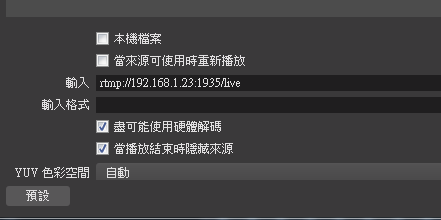 本機檔案
當來源可使用時重新播放
輸入 rtmp://192.168.1.23:1935/live
輸入格式
盡可能使用硬體解碼
當播放結束時隱藏來源
YUV 色彩空間 自動
預設